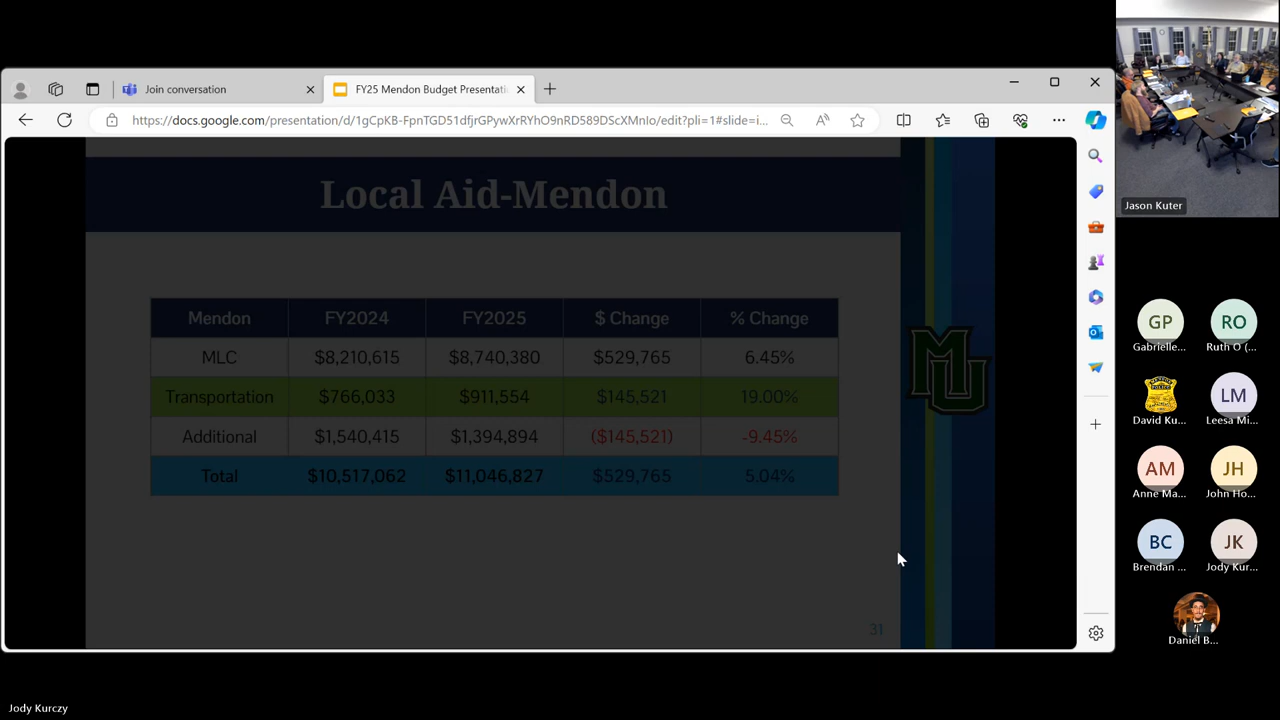 Join conversation
FY25 Mendon Budget Presentati
https://docs.google.com/presentation/d/1gCpKB-FpnTGD51dfjrGPywXrRYhO9nRD589DScXMnIo/edit?pli=1#slide=i...
Local Aid-Mendon
Mendon FY2024 FY2025 $ Change % Change
MLC $8,210,615 $8,740,380 $529,765 6.45%
Transportation $766,033 $911,554 $145,521 19.00%
Additional $1,540,415 $1,394,894 ($145,521) -9.45%
Total $10,517,062 $11,046,827 $529,765 5.04%
MU
31
Jason Kuter
GP RO
Gabrielle... Ruth O (...
LM
David Ku... Leesa Mi...
AM JH
Anne Ma... John Ho...
BC JK
Brendan ... Jody Kur...
Daniel B...
Jody Kurczy